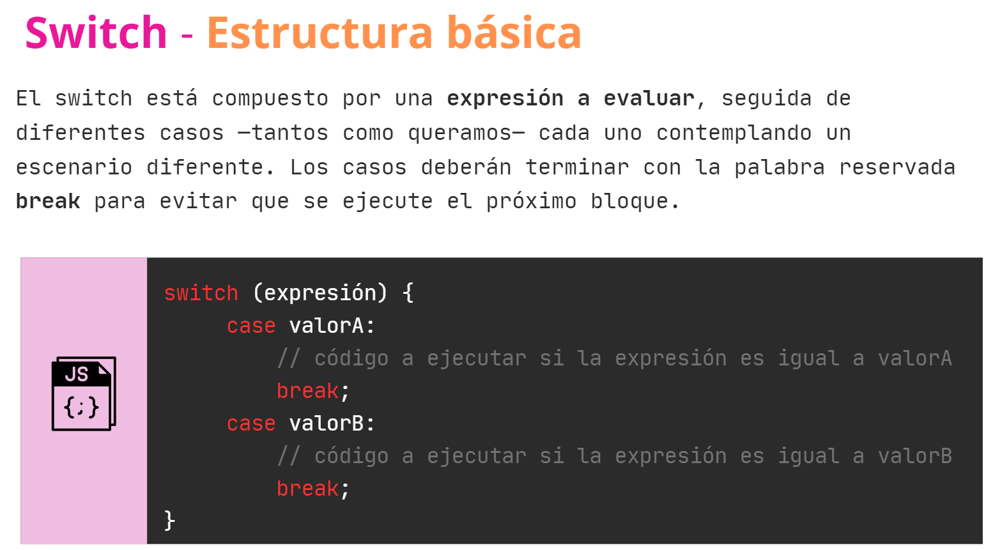 Switch - Estructura básica
El switch está compuesto por una expresión a evaluar, seguida de
diferentes casos —tantos como queramos— cada uno contemplando un
escenario diferente. Los casos deberán terminar con la palabra reservada
break para evitar que se ejecute el próximo bloque.
switch (expresión) {
case valorA:
// código a ejecutar si la expresión es igual a valorA
break;
case valorB:
// código a ejecutar si la expresión es igual a valorB
break;
}
JS
{;}